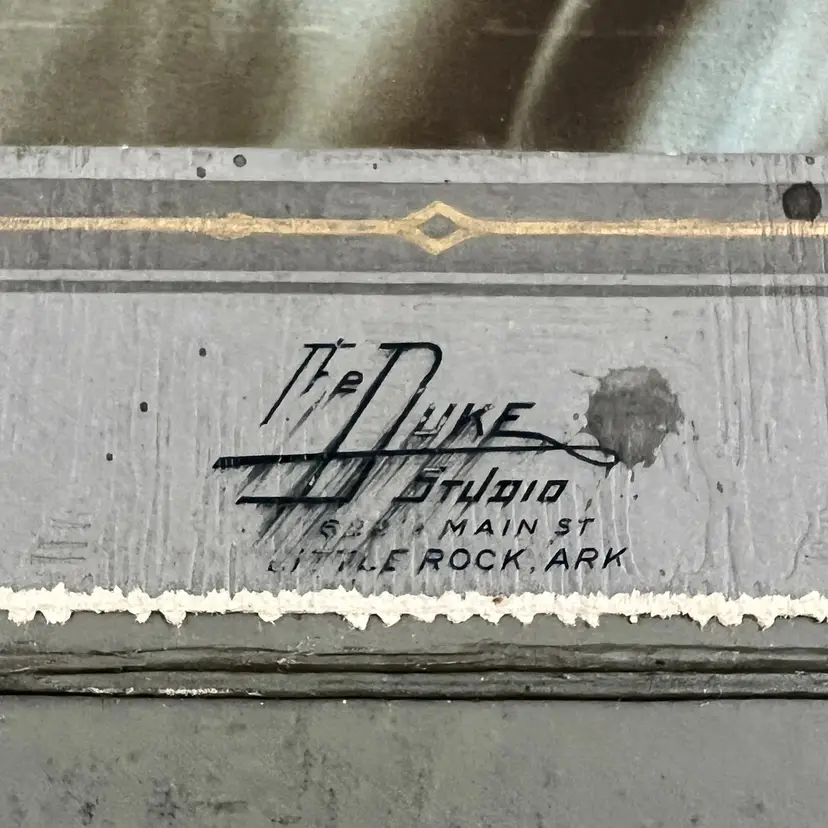 The Duke
Studio
MAIN ST
LITTLE ROCK, ARK